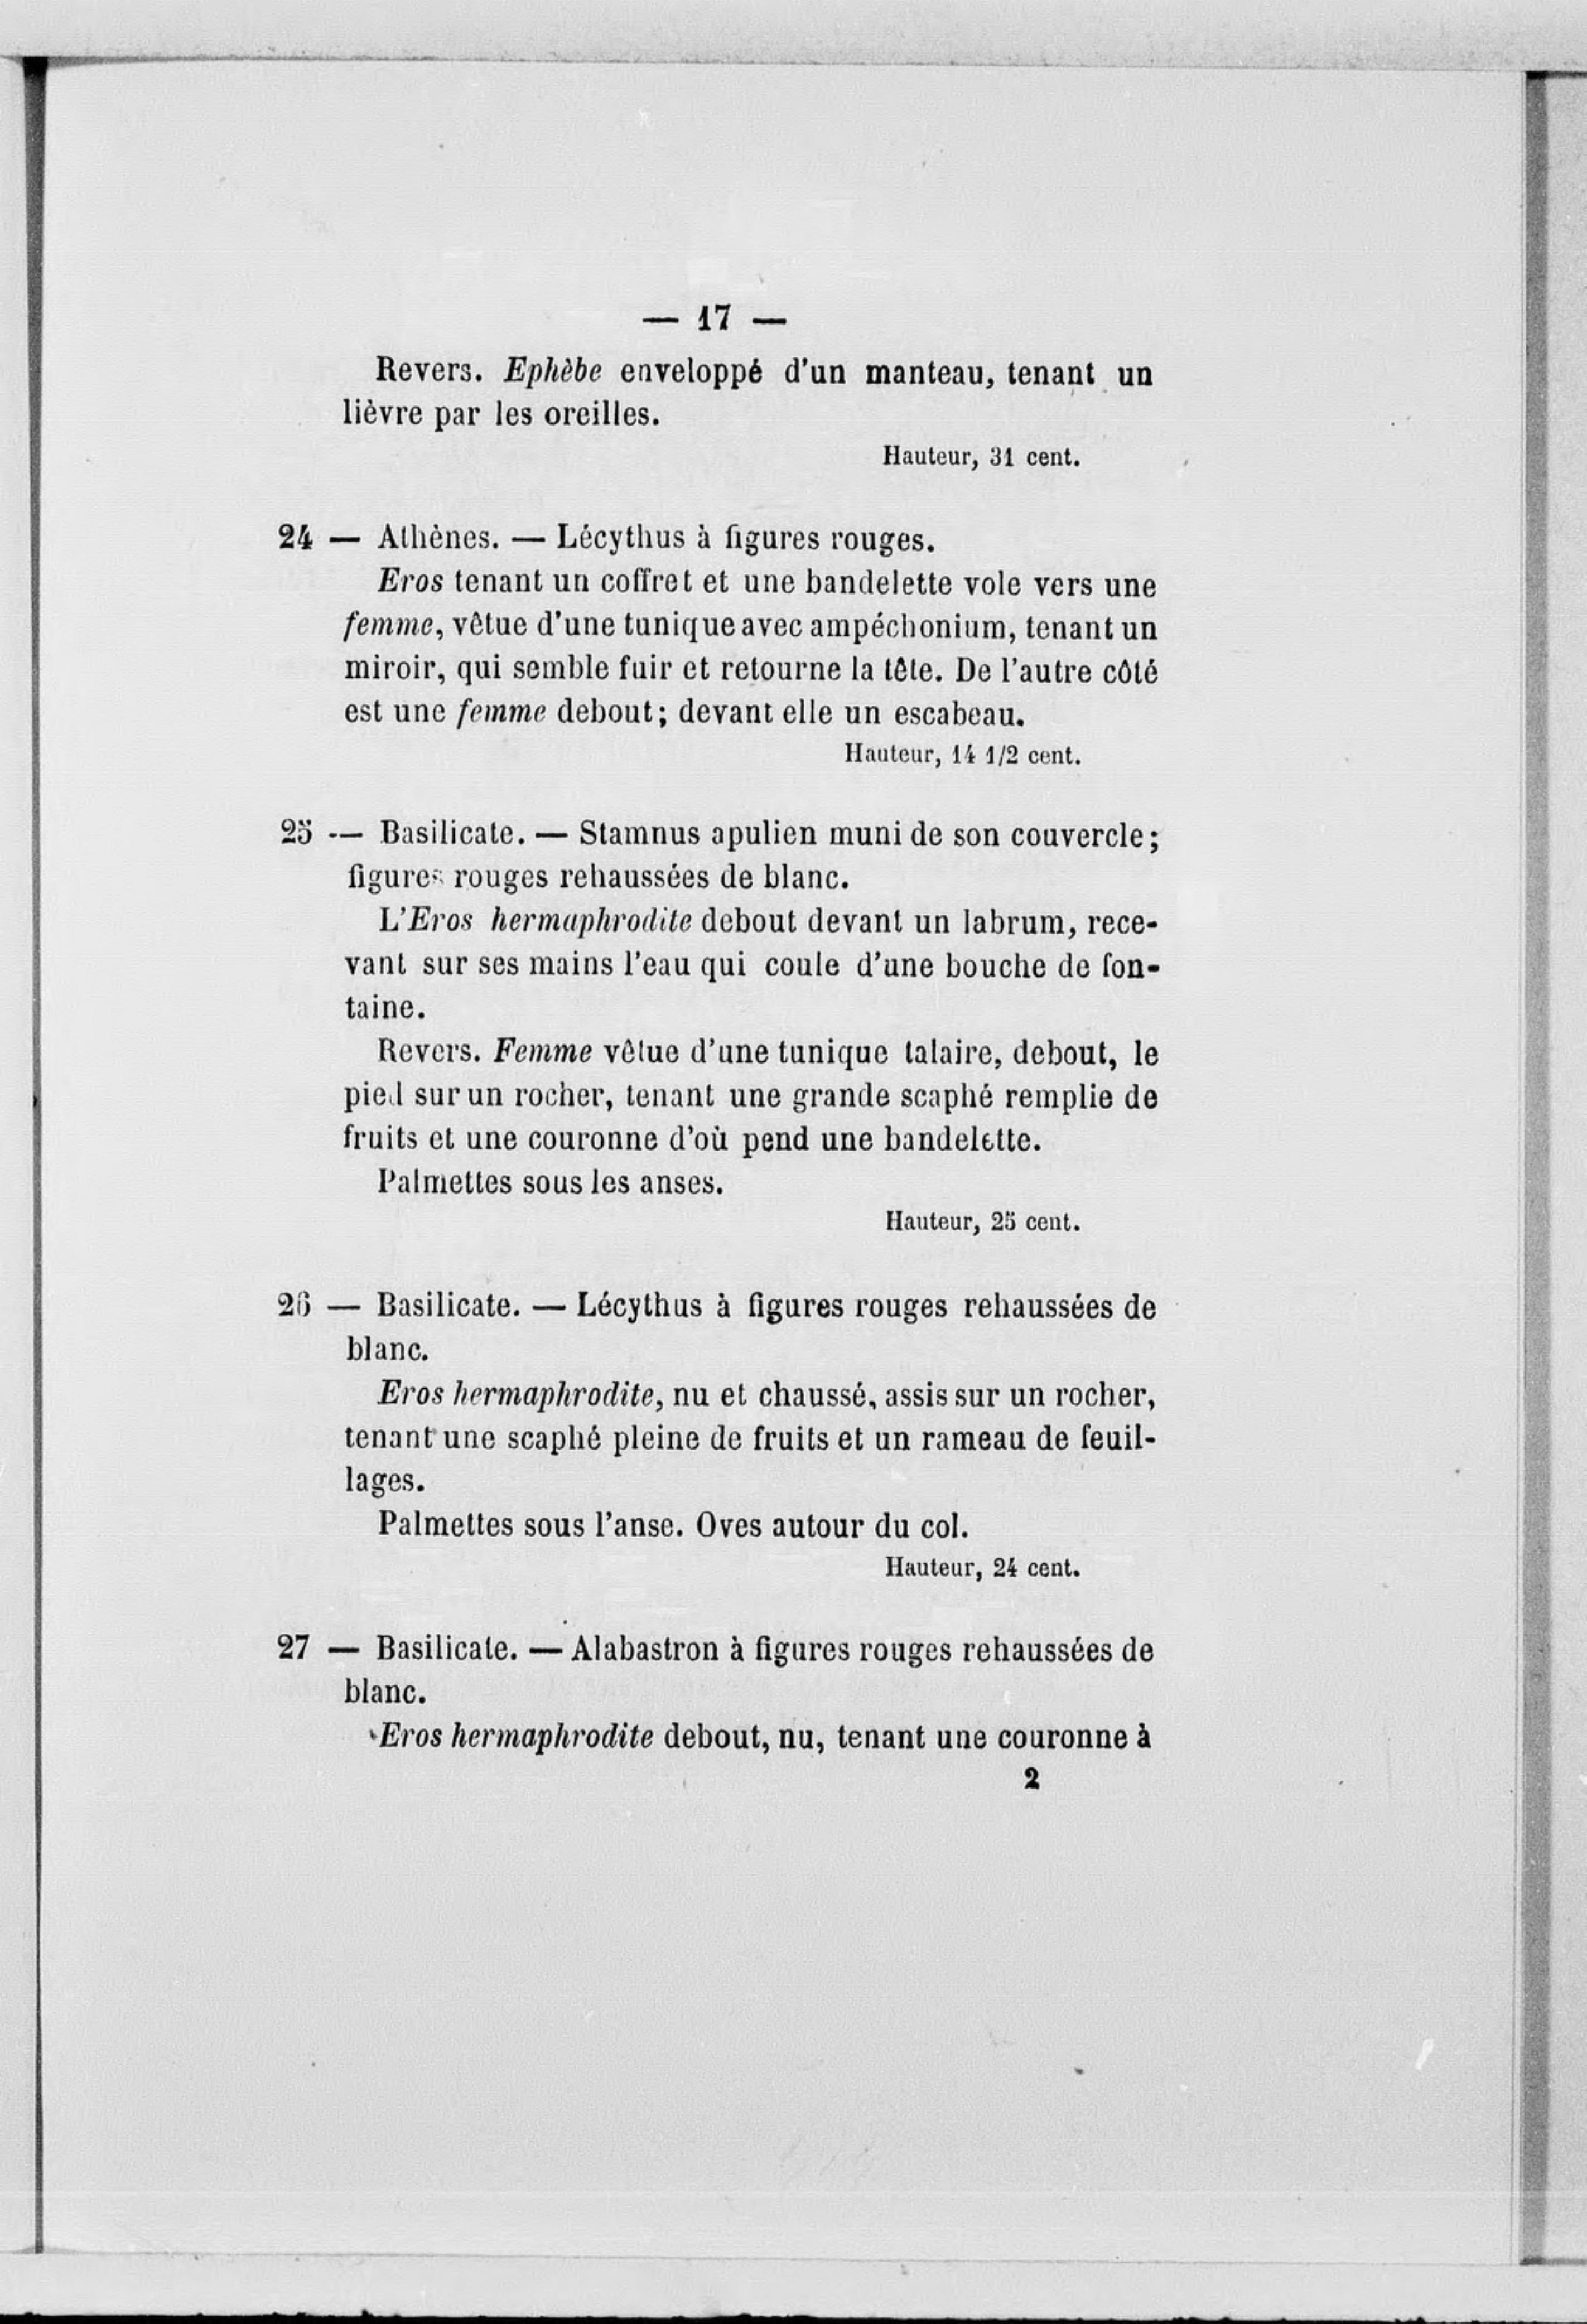 — 17 —
Revers. Ephèbe enveloppé d'un manteau, tenant un
lièvre par les oreilles.
Hauteur, 31 cent.
24 — Athènes. — Lécythus à figures rouges.
Eros tenant un coffret et une bandelette vole vers une
femme, vêtue d'une tunique avec ampéchonium, tenant un
miroir, qui semble fuir et retourne la tête. De l'autre côté
est une femme debout; devant elle un escabeau.
Hauteur, 14 1/2 cent.
25 — Basilicate. — Stamnus apulien muni de son couvercle;
figures rouges rehaussées de blanc.
L'Eros hermaphrodite debout devant un labrum, rece-
vant sur ses mains l'eau qui coule d'une bouche de fon-
taine.
Revers. Femme vêtue d'une tunique talaire, debout, le
pied sur un rocher, tenant une grande scaphé remplie de
fruits et une couronne d'où pend une bandelette.
Palmettes sous les anses.
Hauteur, 25 cent.
26 — Basilicate. — Lécythus à figures rouges rehaussées de
blanc.
Eros hermaphrodite, nu et chaussé, assis sur un rocher,
tenant une scaphé pleine de fruits et un rameau de feuil-
lages.
Palmettes sous l'anse. Oves autour du col.
Hauteur, 24 cent.
27 — Basilicate. — Alabastron à figures rouges rehaussées de
blanc.
Eros hermaphrodite debout, nu, tenant une couronne à
2